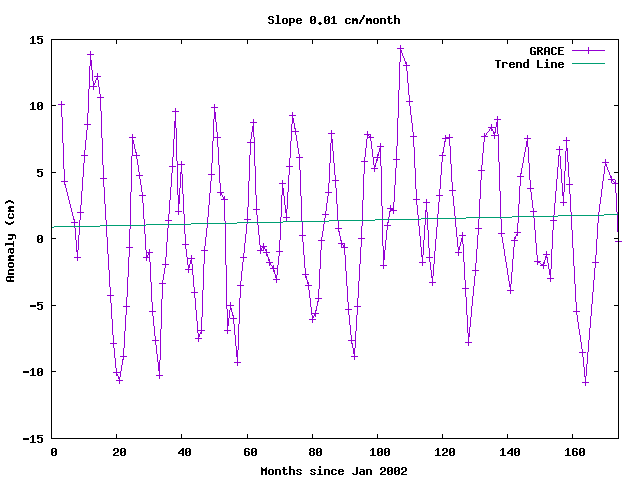 Slope 0.01 cm/month
GRACE
Trend Line
Anomaly (cm)
15
10
5
0
-5
-10
-15
0 20 40 60 80 100 120 140 160
Months since Jan 2002